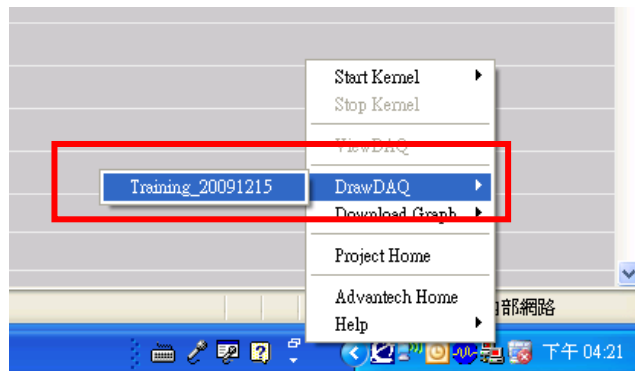 Start Kernel
Stop Kernel
ViewDAQ
Training_20091215
DrawDAQ
Download Graph
Project Home
Advantech Home
部網路
Help
下午 04:21